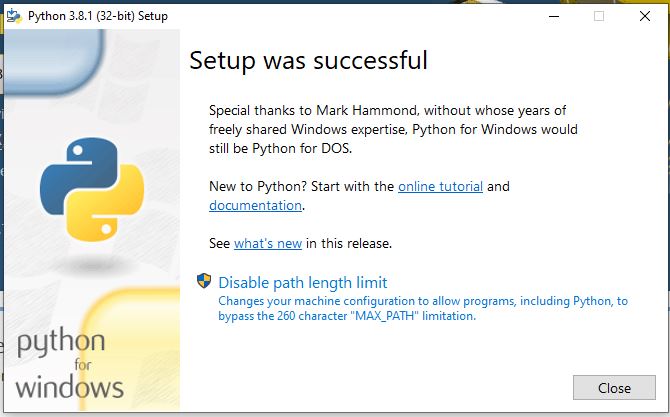 Python 3.8.1 (32-bit) Setup
Setup was successful
Special thanks to Mark Hammond, without whose years of
freely shared Windows expertise, Python for Windows would
still be Python for DOS.
New to Python? Start with the online tutorial and
documentation.
See what's new in this release.
Disable path length limit
Changes your machine configuration to allow programs, including Python, to
bypass the 260 character "MAX_PATH" limitation.
python
for
windows
Close